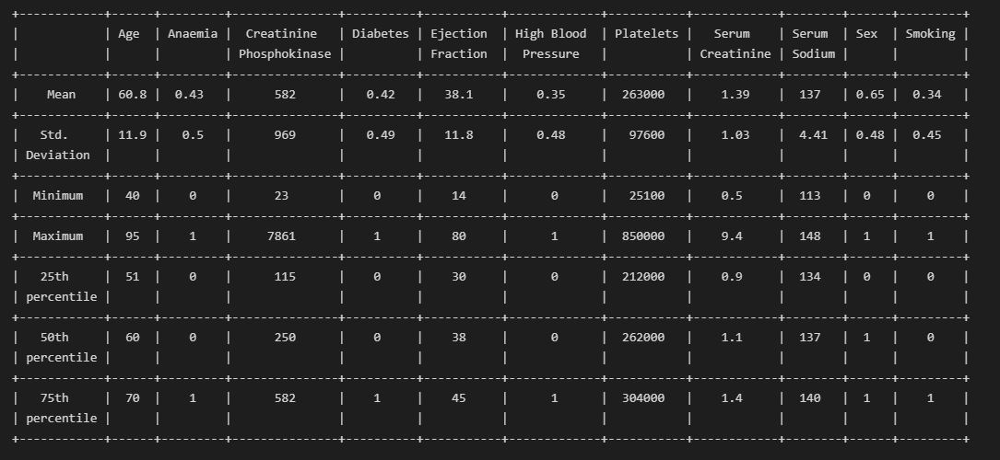 +------------+------+---------+---------------+----------+-----------+-------------+-----------+------------+--------+------+---------+
|            | Age  | Anaemia |  Creatinine   | Diabetes | Ejection  | High Blood  | Platelets |   Serum    | Serum  | Sex  | Smoking |
|            |      |         | Phosphokinase |          | Fraction  |  Pressure   |           | Creatinine | Sodium |      |         |
+------------+------+---------+---------------+----------+-----------+-------------+-----------+------------+--------+------+---------+
|    Mean    | 60.8 |  0.43   |      582      |   0.42   |   38.1    |    0.35     |  263000   |    1.39    |  137   | 0.65 |  0.34   |
+------------+------+---------+---------------+----------+-----------+-------------+-----------+------------+--------+------+---------+
|    Std.    | 11.9 |   0.5   |      969      |   0.49   |   11.8    |    0.48     |   97600   |    1.03    |  4.41  | 0.48 |  0.45   |
| Deviation  |      |         |               |          |           |             |           |            |        |      |         |
+------------+------+---------+---------------+----------+-----------+-------------+-----------+------------+--------+------+---------+
|  Minimum   |  40  |    0    |      23       |    0     |    14     |      0      |   25100   |    0.5     |  113   |  0   |    0    |
+------------+------+---------+---------------+----------+-----------+-------------+-----------+------------+--------+------+---------+
|  Maximum   |  95  |    1    |     7861      |    1     |    80     |      1      |  850000   |    9.4     |  148   |  1   |    1    |
+------------+------+---------+---------------+----------+-----------+-------------+-----------+------------+--------+------+---------+
|    25th    |  51  |    0    |      115      |    0     |    30     |      0      |  212000   |    0.9     |  134   |  0   |    0    |
| percentile |      |         |               |          |           |             |           |            |        |      |         |
+------------+------+---------+---------------+----------+-----------+-------------+-----------+------------+--------+------+---------+
|    50th    |  60  |    0    |      250      |    0     |    38     |      0      |  262000   |    1.1     |  137   |  1   |    0    |
| percentile |      |         |               |          |           |             |           |            |        |      |         |
+------------+------+---------+---------------+----------+-----------+-------------+-----------+------------+--------+------+---------+
|    75th    |  70  |    1    |      582      |    1     |    45     |      1      |  304000   |    1.4     |  140   |  1   |    1    |
| percentile |      |         |               |          |           |             |           |            |        |      |         |
+------------+------+---------+---------------+----------+-----------+-------------+-----------+------------+--------+------+---------+